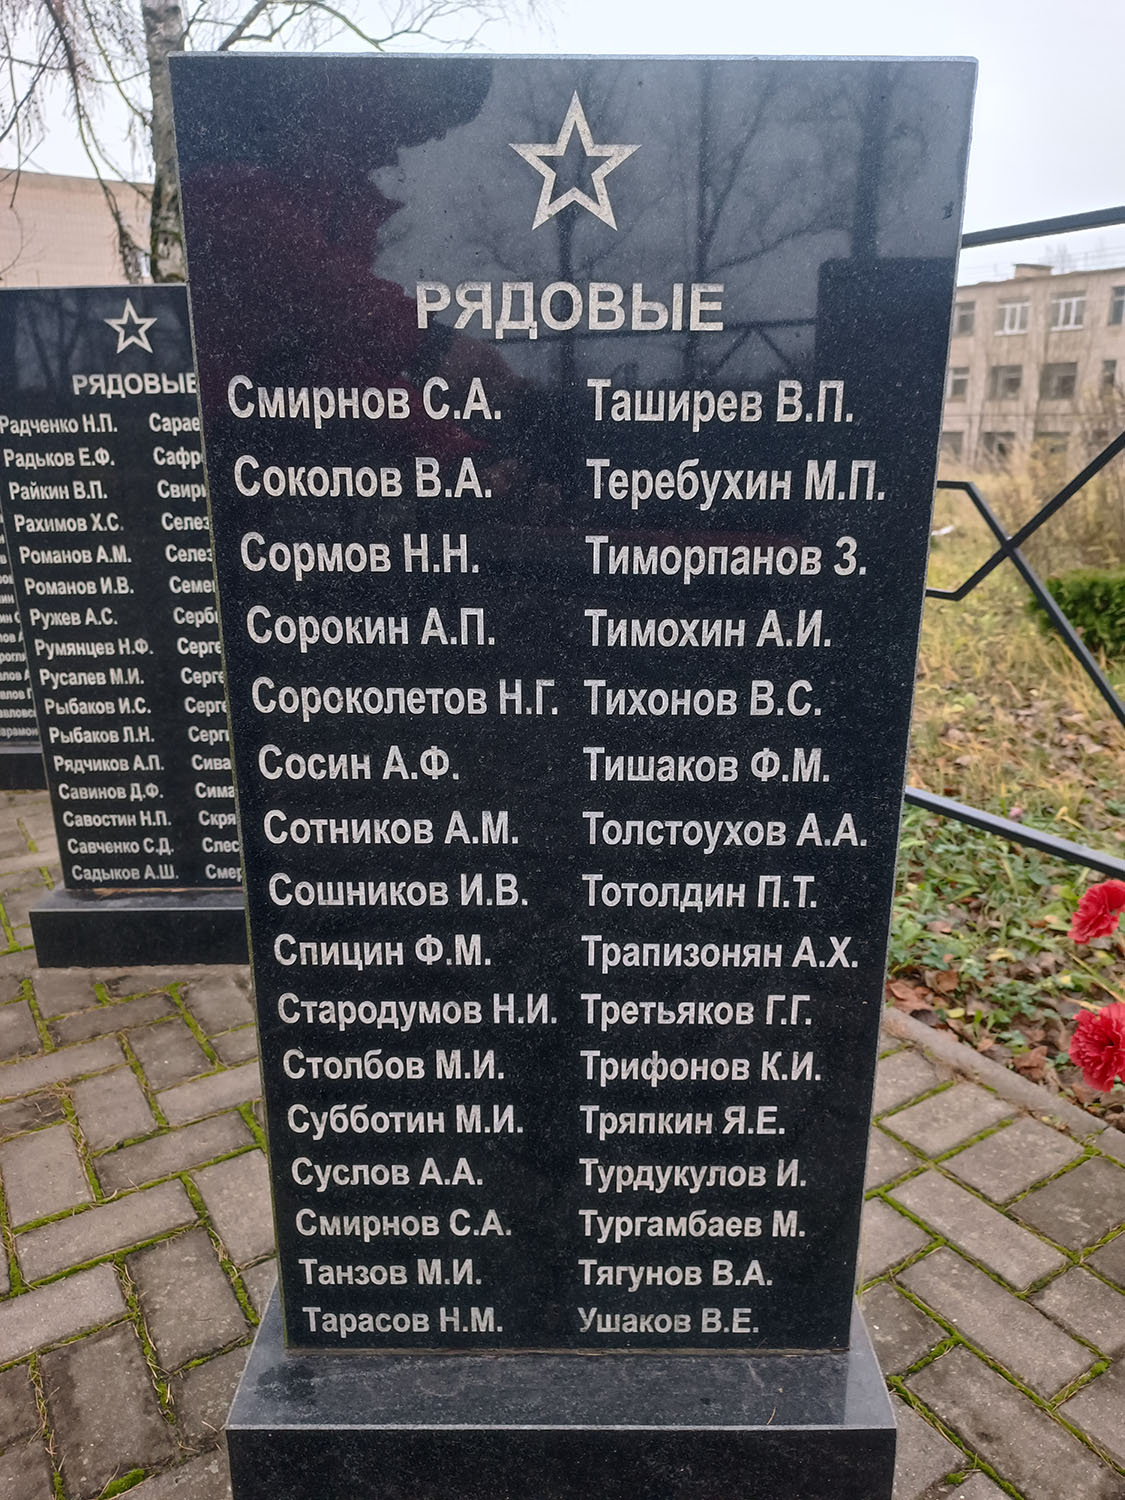 РЯДОВЫЕ
Смирнов С.А.
Соколов В.А.
Сормов Н.Н.
Сорокин А.П.
Сороколетов Н.Г.
Сосин А.Ф.
Сотников А.М.
Сошников И.В.
Спицин Ф.М.
Стародумов Н.И.
Столбов М.И.
Субботин М.И.
Суслов А.А.
Смирнов С.А.
Танзов М.И.
Тарасов Н.М.
Таширев В.П.
Теребухин М.П.
Тиморпанов З.
Тимохин А.И.
Тихонов В.С.
Тишаков Ф.М.
Толстоухов А.А.
Тотолдин П.Т.
Трапизонян А.Х.
Третьяков Г.Г.
Трифонов К.И.
Тряпкин Я.Е.
Турдукулов И.
Тургамбаев М.
Тягунов В.А.
Ушаков В.Е.
РЯДОВЫЕ
Радченко Н.П.
Радьков Е.Ф.
Райкин В.П.
Рахимов Х.С.
Романов А.М.
Романов И.В.
Ружев А.С.
Румянцев Н.Ф.
Русалев М.И.
Рыбаков И.С.
Рыбаков Л.Н.
Рядчиков А.П.
Савинов Д.Ф.
Савостин Н.П.
Савченко С.Д.
Садыков А.Ш.